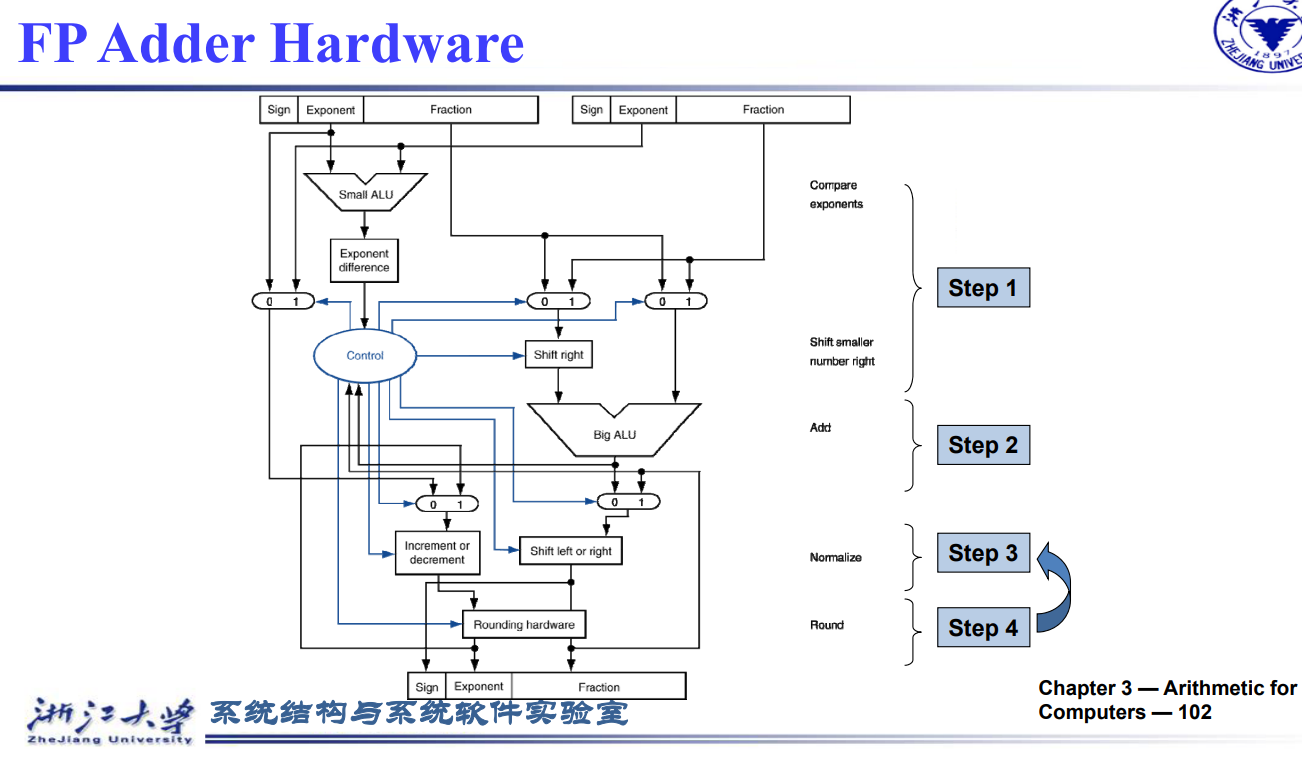 FP Adder Hardware
浙 大
ZHEJIANG UNIVE
1897
Sign Exponent Fraction
Sign Exponent Fraction
Small ALU
Compare
exponents
Exponent
difference
0 1
0 1
0 1
Step 1
Control
Shift right
Shift smaller
number right
Big ALU
Add
Step 2
0 1
0 1
Increment or
decrement
Shift left or right
Normalize
Step 3
Rounding hardware
Round
Step 4
Sign Exponent Fraction
浙江大学
ZheJiang University
系统结构与系统软件实验室
Chapter 3 — Arithmetic for
Computers — 102